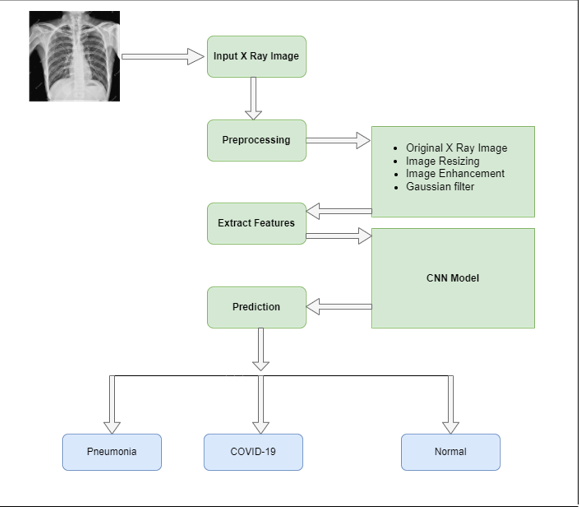 Input X Ray Image
Preprocessing
• Original X Ray Image
• Image Resizing
• Image Enhancement
• Gaussian filter
Extract Features
CNN Model
Prediction
Pneumonia
COVID-19
Normal